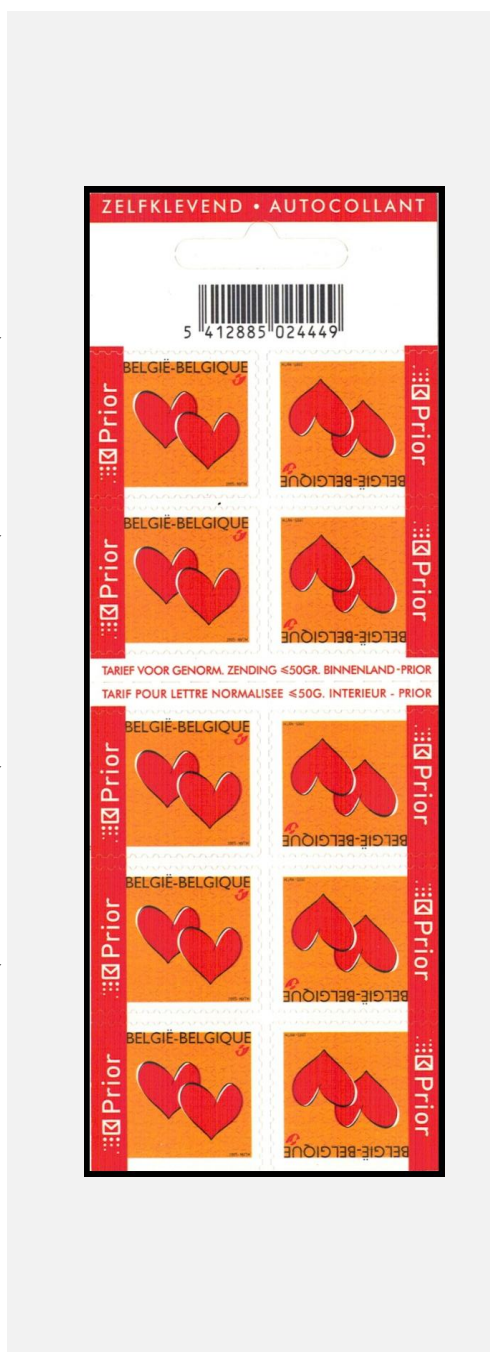 ZELFKLEVEND • AUTOCOLLANT
5 412885 024449
BELGIË-BELGIQUE
Prior
BELGIË-BELGIQUE
Prior
BELGIË-BELGIQUE
Prior
BELGIË-BELGIQUE
Prior
TARIEF VOOR GENORM. ZENDING ⩽50GR. BINNENLAND-PRIOR
TARIF POUR LETTRE NORMALISEE ⩽50G. INTERIEUR - PRIOR
BELGIË-BELGIQUE
Prior
BELGIË-BELGIQUE
Prior
BELGIË-BELGIQUE
Prior
BELGIË-BELGIQUE
Prior
BELGIË-BELGIQUE
Prior
BELGIË-BELGIQUE
Prior